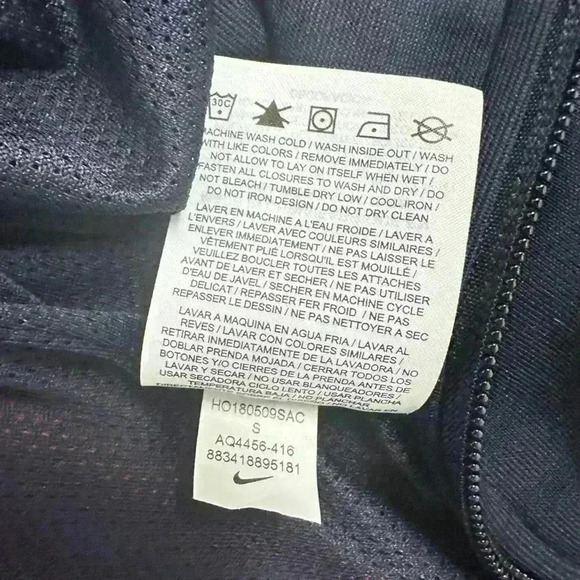 30C
MACHINE WASH COLD / WASH INSIDE OUT / WASH
WITH LIKE COLORS / REMOVE IMMEDIATELY / DO
NOT ALLOW TO LAY ON ITSELF WHEN WET /
FASTEN ALL CLOSURES TO WASH AND DRY / DO
NOT BLEACH / TUMBLE DRY LOW / COOL IRON /
DO NOT IRON DESIGN / DO NOT DRY CLEAN
LAVER EN MACHINE A L'EAU FROIDE / LAVER A
L'ENVERS / LAVER AVEC COULEURS SIMILAIRES /
ENLEVER IMMEDIATEMENT / NE PAS LAISSER LE
VÊTEMENT PLIÉ LORSQU'IL EST MOUILLÉ /
VEUILLEZ BOUCLER TOUTES LES ATTACHES
AVANT DE LAVER ET SÉCHER / NE PAS UTILISER
D'EAU DE JAVEL / SECHER EN MACHINE CYCLE
DELICAT / REPASSER FER FROID / NE PAS
REPASSER LE DESSIN / NE PAS NETTOYER A SEC
LAVAR A MAQUINA EN AGUA FRIA / LAVAR AL
REVES / LAVAR CON COLORES SIMILARES /
RETIRAR INMEDIATAMENTE DE LA LAVADORA / NO
DOBLAR PRENDA MOJADA / CERRAR TODOS LOS
BOTONES Y/O CIERRES DE LA PRENDA ANTES DE
LAVAR Y SECAR / NO USAR BLANQUEADORES /
USAR SECADORA CICLO LENTO / USAR PLANCHA
TEMPERATURA BAJA / NO PLANCHAR
HO180509SAC
S
AQ4456-416
883418895181